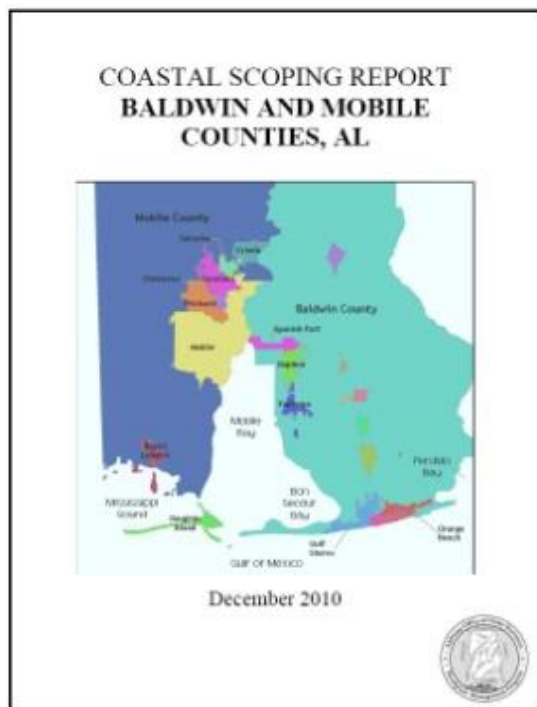 COASTAL SCOPING REPORT
BALDWIN AND MOBILE
COUNTIES, AL
Mobile County
Baldwin County
Spanish Fort
Mobile
Mobile
Bay
Mississippi
Sound
Bon
Secour
Bay
Perdido
Bay
Gulf
Shores
Orange
Beach
Gulf of Mexico
December 2010